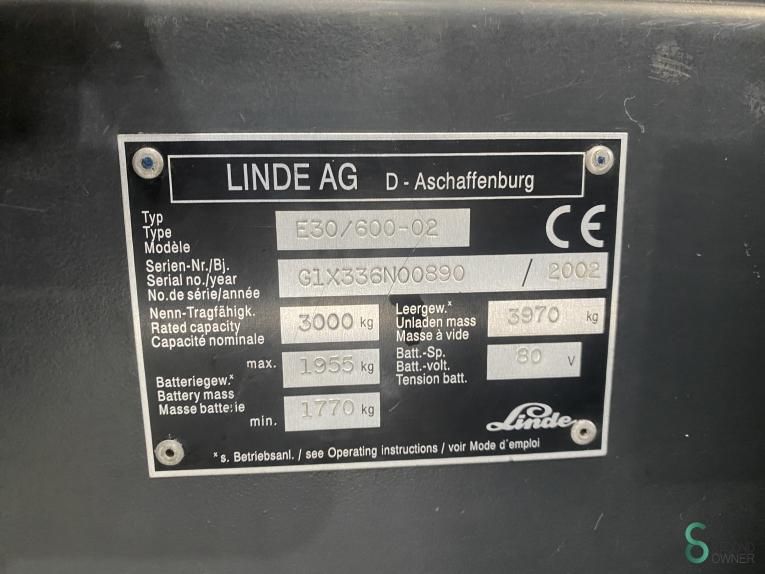 LINDE AG D - Aschaffenburg
Typ
Type
Modèle
E30/600-02
CE
Serien-Nr./Bj.
Serial no./year
No.de série/année
G1X336N00890 / 2002
Nenn-Tragfähigk.
Rated capacity
Capacité nominale
3000 kg
Leergew.*
Unladen mass
Masse à vide
3970 kg
Batteriegew.*
Battery mass
Masse batterie
max. 1955 kg
min. 1770 kg
Batt.-Sp.
Batt.-volt.
Tension batt.
80 V
Linde
* s. Betriebsanl. / see Operating instructions / voir Mode d'emploi
SECOND
OWNER